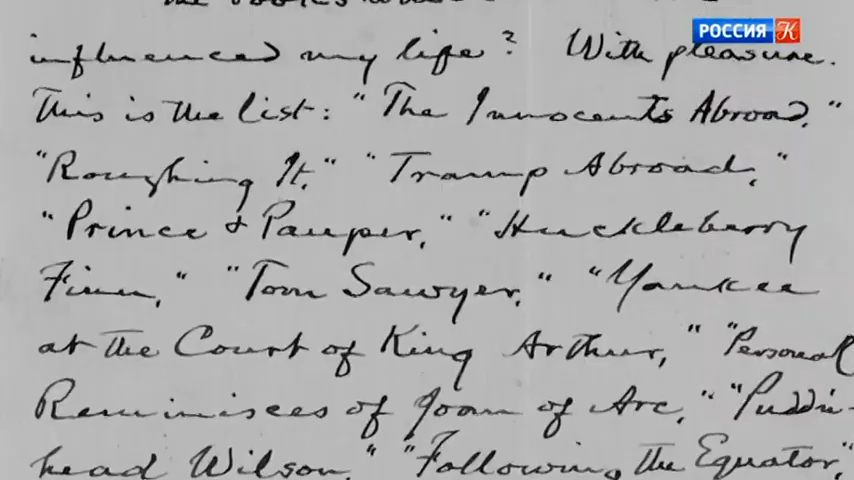 РОССИЯ К
influenced my life? With pleasure.
This is the list: "The Innocents Abroad,"
"Roughing It," "Tramp Abroad,"
"Prince & Pauper," "Huckleberry
Finn," "Tom Sawyer," "Yankee
at the Court of King Arthur," "Personal
Reminisces of Joan of Arc," "Puddn-
head Wilson," "Following the Equator,"